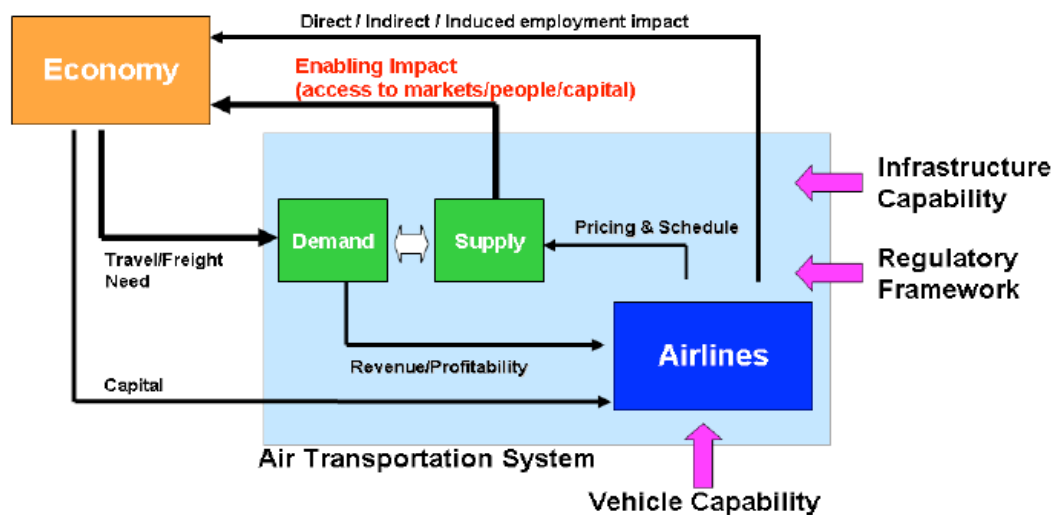 Direct / Indirect / Induced employment impact
Economy
Enabling Impact
(access to markets/people/capital)
Infrastructure
Capability
Demand
Supply
Pricing & Schedule
Travel/Freight
Need
Regulatory
Framework
Airlines
Revenue/Profitability
Capital
Air Transportation System
Vehicle Capability